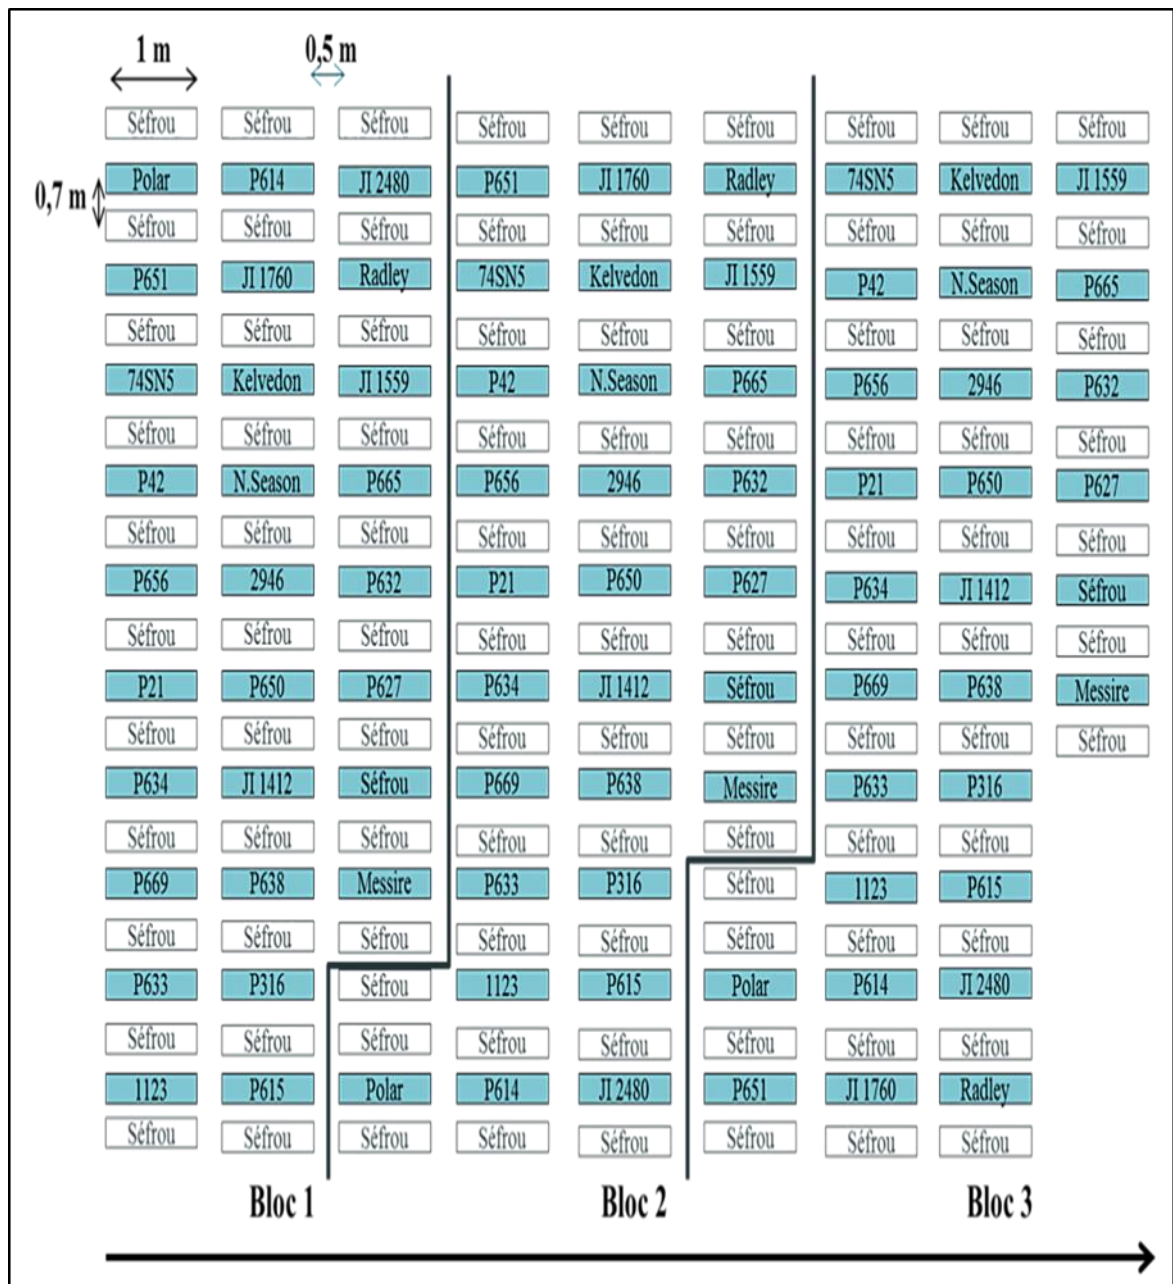 1 m 0,5 m
Séfrou Séfrou Séfrou Séfrou Séfrou Séfrou Séfrou Séfrou Séfrou
Polar P614 JI 2480 P651 JI 1760 Radley 74SN5 Kelvedon JI 1559
0,7 m
Séfrou Séfrou Séfrou Séfrou Séfrou Séfrou Séfrou Séfrou Séfrou
P651 JI 1760 Radley 74SN5 Kelvedon JI 1559 P42 N.Season P665
Séfrou Séfrou Séfrou Séfrou Séfrou Séfrou Séfrou Séfrou Séfrou
74SN5 Kelvedon JI 1559 P42 N.Season P665 P656 2946 P632
Séfrou Séfrou Séfrou Séfrou Séfrou Séfrou Séfrou Séfrou Séfrou
P42 N.Season P665 P656 2946 P632 P21 P650 P627
Séfrou Séfrou Séfrou Séfrou Séfrou Séfrou Séfrou Séfrou Séfrou
P656 2946 P632 P21 P650 P627 P634 JI 1412 Séfrou
Séfrou Séfrou Séfrou Séfrou Séfrou Séfrou Séfrou Séfrou Séfrou
P21 P650 P627 P634 JI 1412 Séfrou P669 P638 Messire
Séfrou Séfrou Séfrou Séfrou Séfrou Séfrou Séfrou Séfrou Séfrou
P634 JI 1412 Séfrou P669 P638 Messire P633 P316
Séfrou Séfrou Séfrou Séfrou Séfrou Séfrou Séfrou Séfrou
P669 P638 Messire P633 P316 Séfrou 1123 P615
Séfrou Séfrou Séfrou Séfrou Séfrou Séfrou Séfrou Séfrou
P633 P316 Séfrou 1123 P615 Polar P614 JI 2480
Séfrou Séfrou Séfrou Séfrou Séfrou Séfrou Séfrou Séfrou
1123 P615 Polar P614 JI 2480 P651 JI 1760 Radley
Séfrou Séfrou Séfrou Séfrou Séfrou Séfrou Séfrou Séfrou
Bloc 1 Bloc 2 Bloc 3